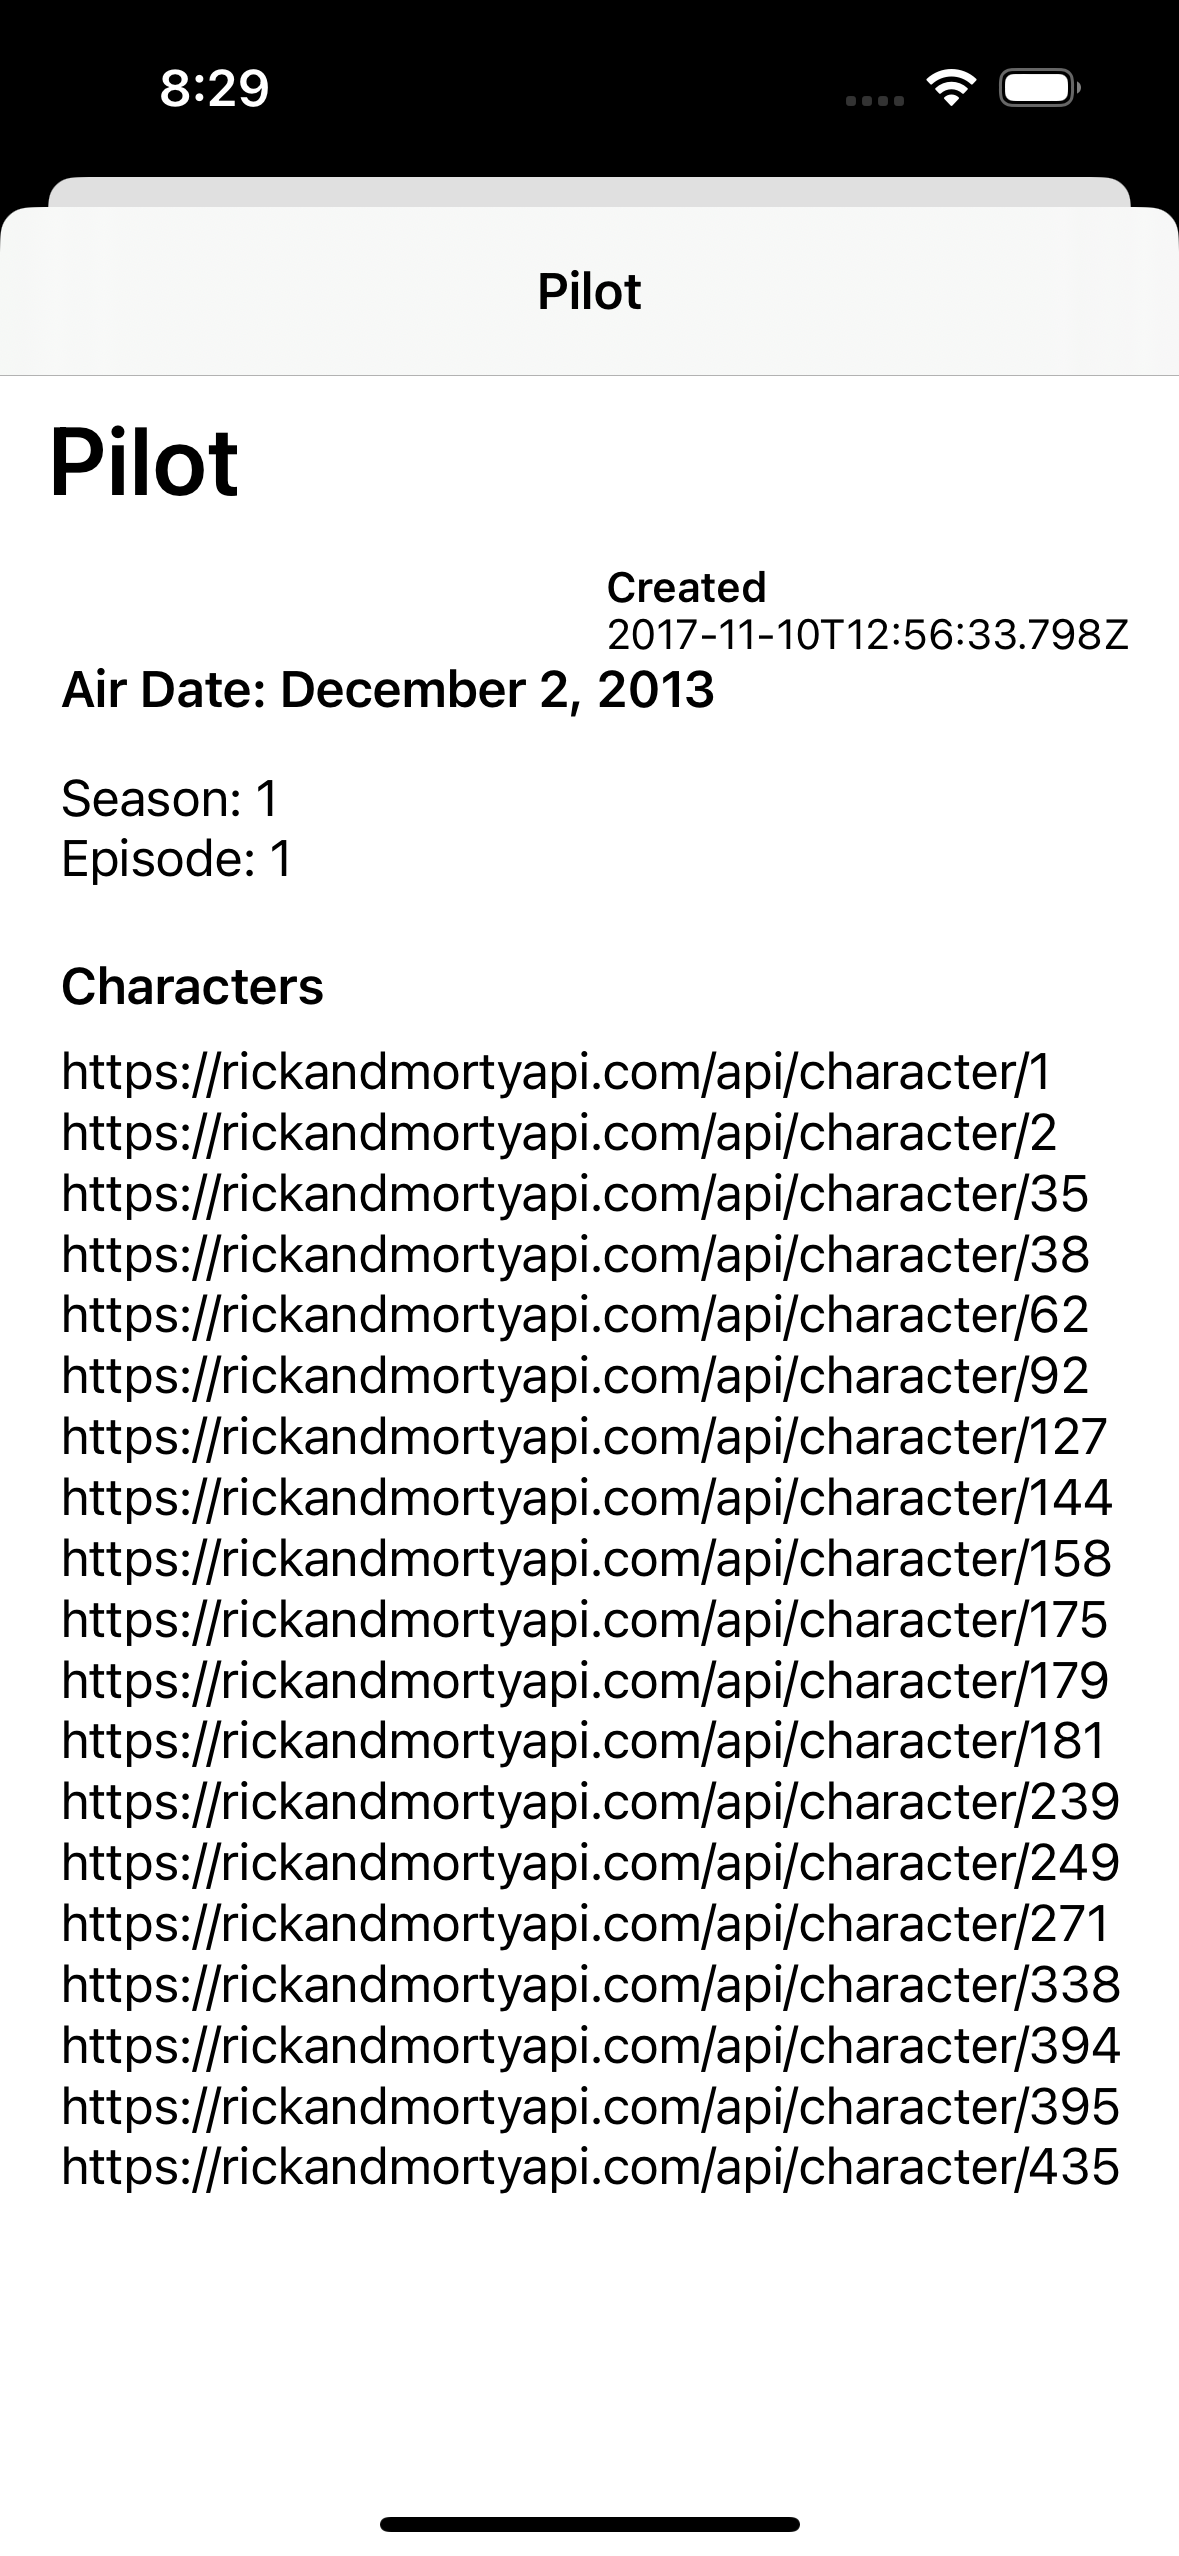 8:29
Pilot
Pilot
Created
2017-11-10T12:56:33.798Z
Air Date: December 2, 2013
Season: 1
Episode: 1
Characters
https://rickandmortyapi.com/api/character/1
https://rickandmortyapi.com/api/character/2
https://rickandmortyapi.com/api/character/35
https://rickandmortyapi.com/api/character/38
https://rickandmortyapi.com/api/character/62
https://rickandmortyapi.com/api/character/92
https://rickandmortyapi.com/api/character/127
https://rickandmortyapi.com/api/character/144
https://rickandmortyapi.com/api/character/158
https://rickandmortyapi.com/api/character/175
https://rickandmortyapi.com/api/character/179
https://rickandmortyapi.com/api/character/181
https://rickandmortyapi.com/api/character/239
https://rickandmortyapi.com/api/character/249
https://rickandmortyapi.com/api/character/271
https://rickandmortyapi.com/api/character/338
https://rickandmortyapi.com/api/character/394
https://rickandmortyapi.com/api/character/395
https://rickandmortyapi.com/api/character/435